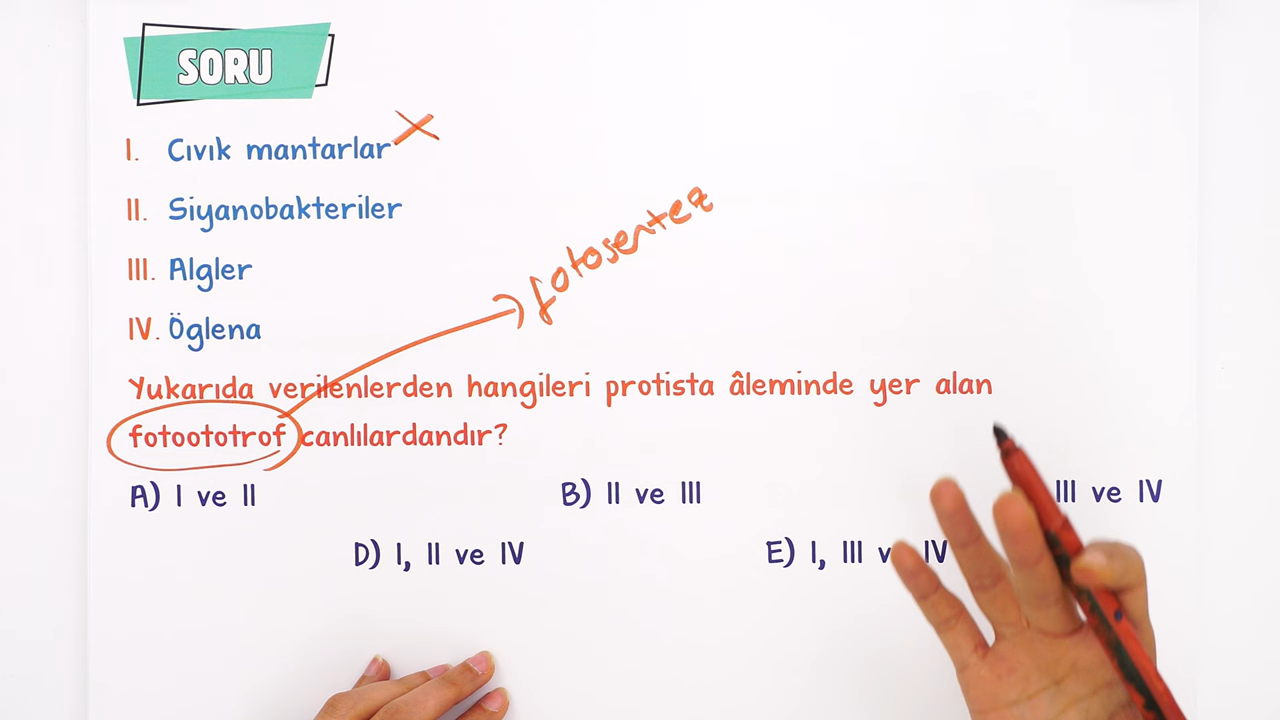 SORU
I. Cıvık mantarlar
II. Siyanobakteriler
III. Algler
fotosentez
IV. Öglena
Yukarıda verilenlerden hangileri protista âleminde yer alan
fotoototrof canlılardandır?
A) I ve II
B) II ve III
III ve IV
D) I, II ve IV
E) I, III v IV